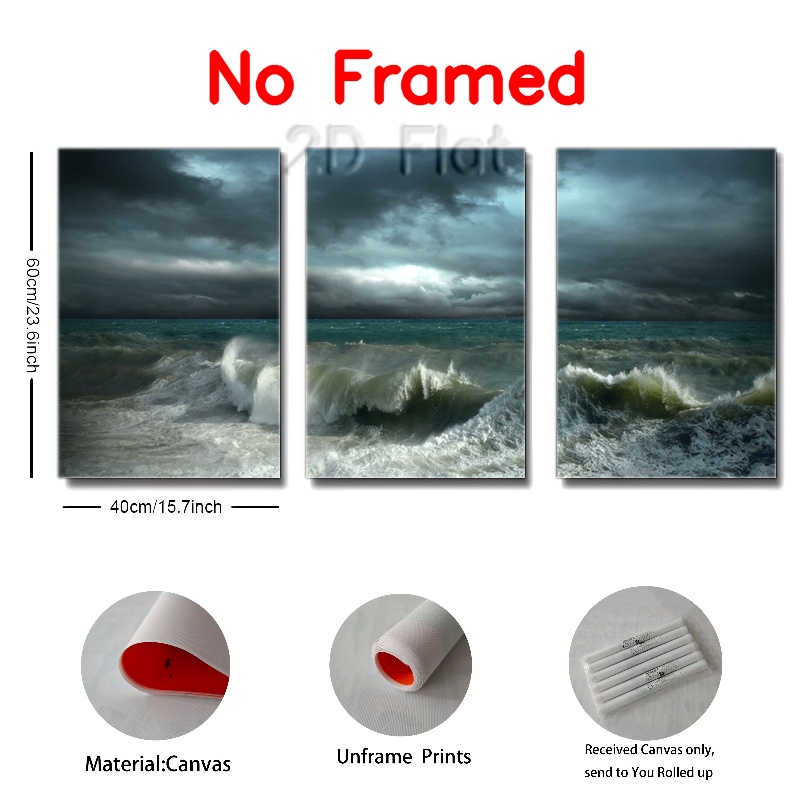 No Framed
2D Flat
60cm/23.6inch
40cm/15.7inch
Material:Canvas
Unframe Prints
Received Canvas only,
send to You Rolled up